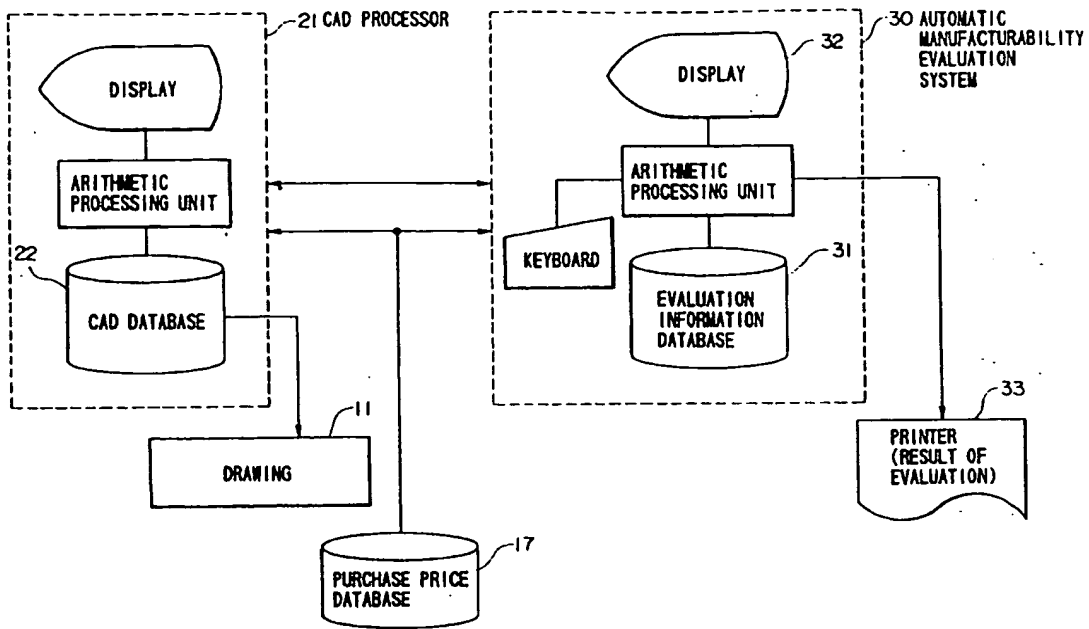 21 CAD PROCESSOR
DISPLAY
ARITHMETIC
PROCESSING UNIT
22
CAD DATABASE
11
DRAWING
17
PURCHASE PRICE
DATABASE
30 AUTOMATIC
MANUFACTURABILITY
EVALUATION
SYSTEM
32
DISPLAY
ARITHMETIC
PROCESSING UNIT
KEYBOARD
31
EVALUATION
INFORMATION
DATABASE
33
PRINTER
(RESULT OF
EVALUATION)